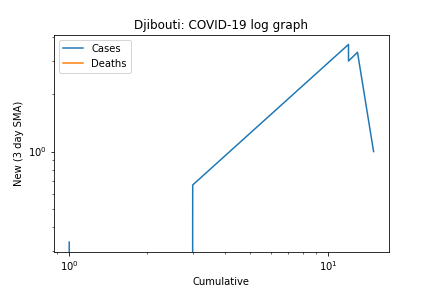 Djibouti: COVID-19 log graph
Cases
Deaths
New (3 day SMA)
10⁰
10⁰
10¹
Cumulative